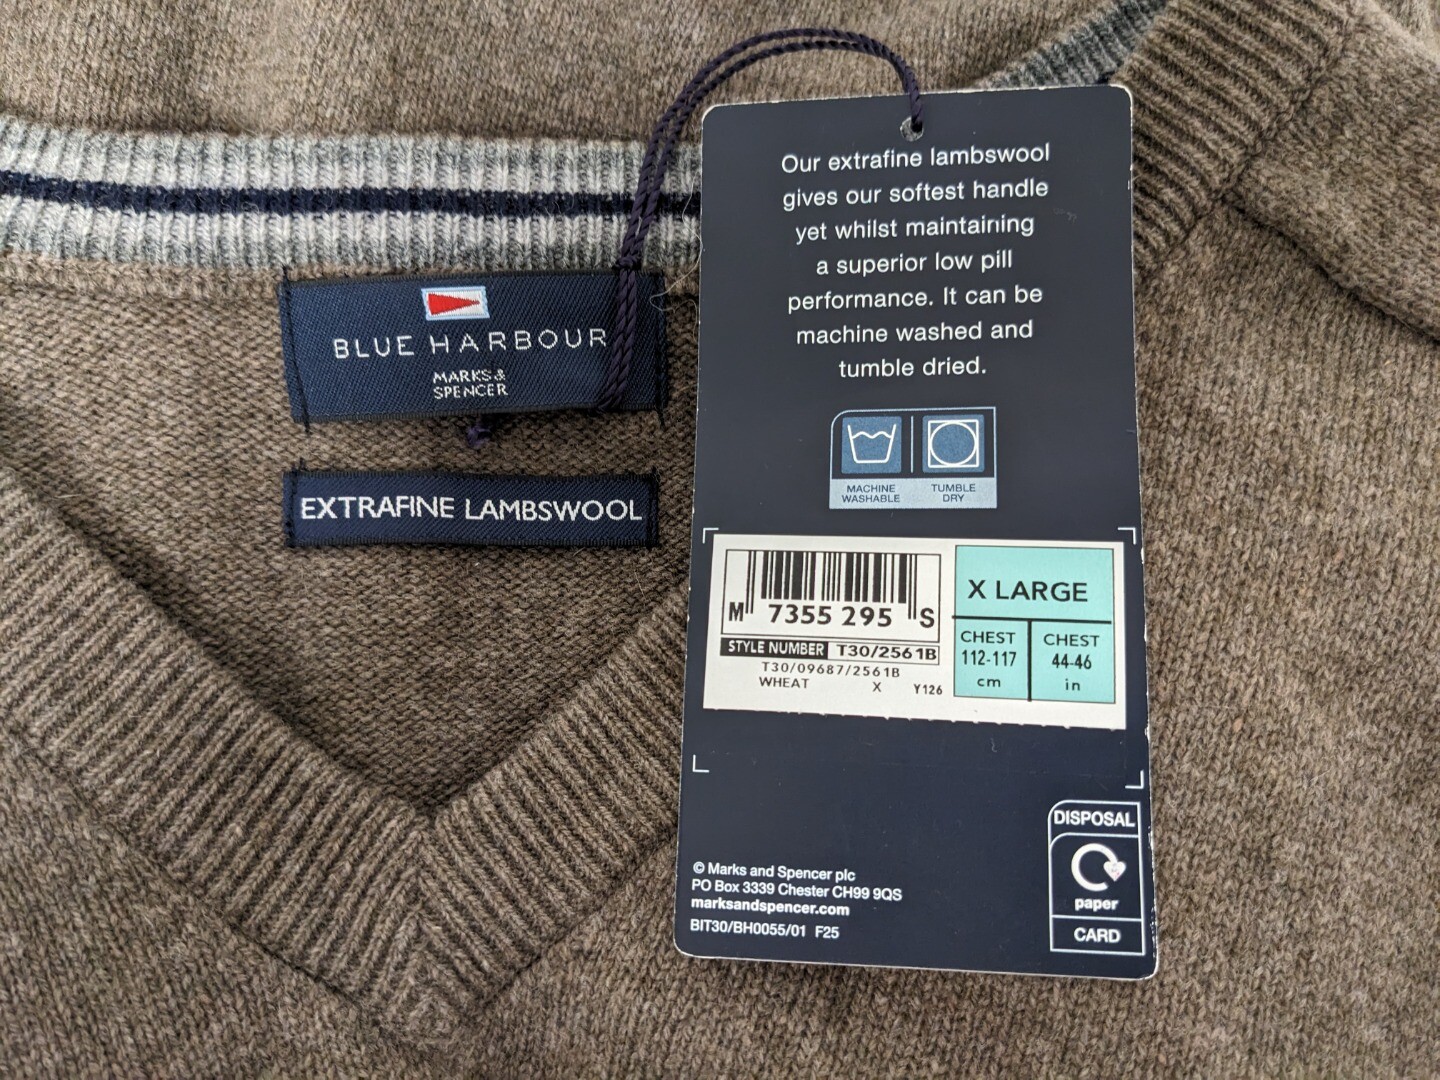 BLUE HARBOUR
MARKS &
SPENCER
EXTRAFINE LAMBSWOOL
Our extrafine lambswool
gives our softest handle
yet whilst maintaining
a superior low pill
performance. It can be
machine washed and
tumble dried.
MACHINE
WASHABLE
TUMBLE
DRY
M 7355 295 S
STYLE NUMBER T30/2561B
T30/09687/2561B
WHEAT X Y126
X LARGE
CHEST
112-117
cm
CHEST
44-46
in
DISPOSAL
paper
CARD
© Marks and Spencer plc
PO Box 3339 Chester CH99 9QS
marksandspencer.com
BIT30/BH0055/01 F25